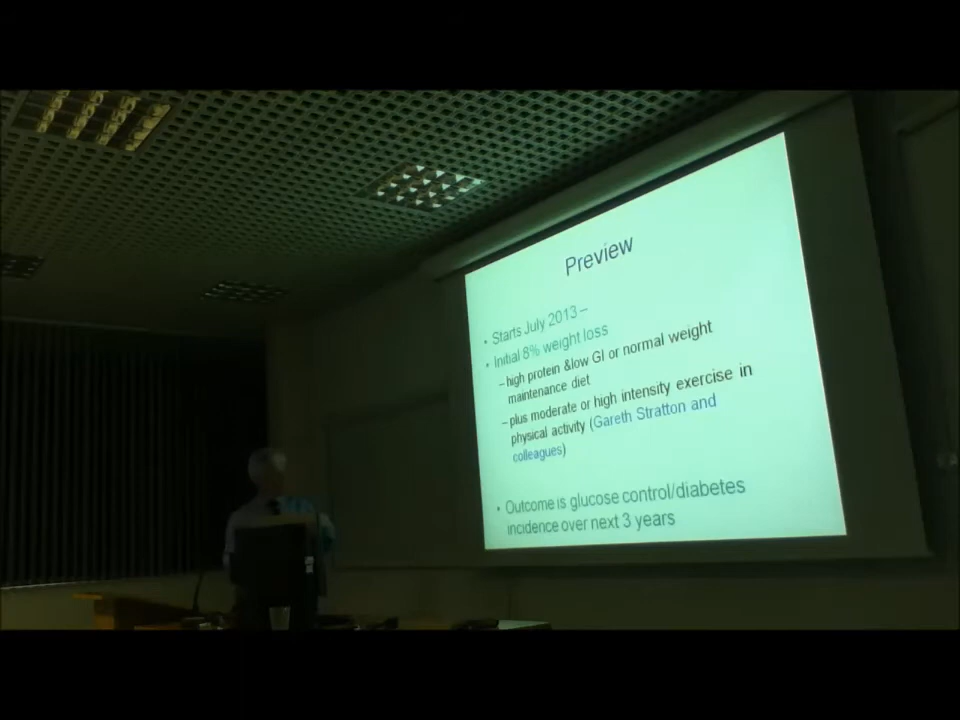 Preview
• Starts July 2013 –
• Initial 8% weight loss
– high protein &low GI or normal weight
maintenance diet
– plus moderate or high intensity exercise in
physical activity (Gareth Stratton and
colleagues)
• Outcome is glucose control/diabetes
incidence over next 3 years